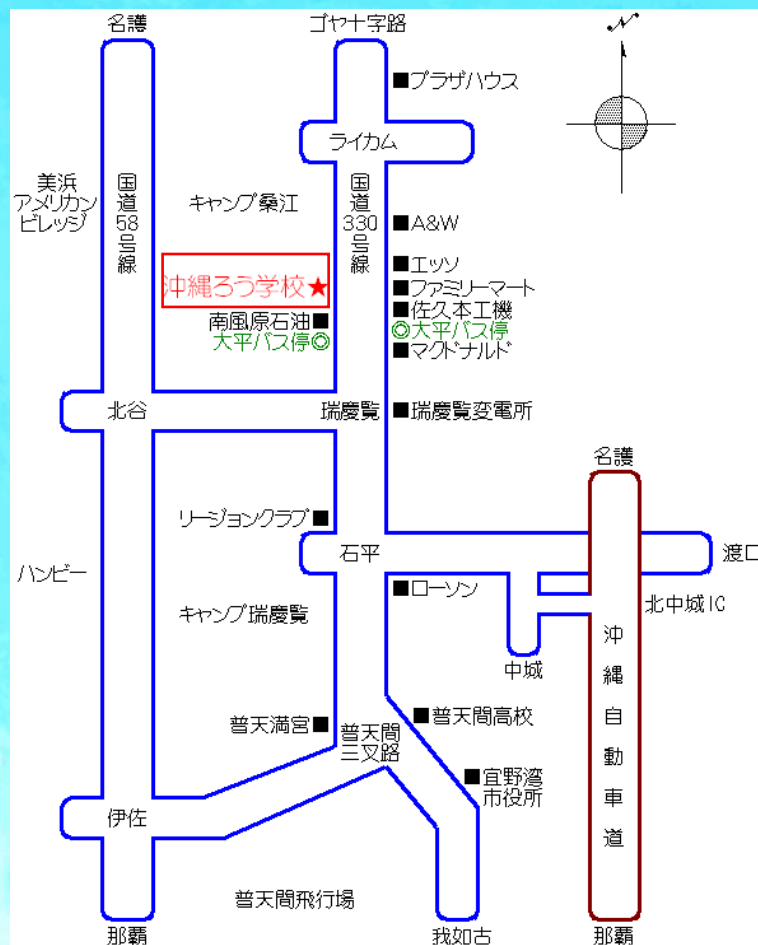 名護
ゴヤ十字路
N
■プラザハウス
ライカム
美浜
アメリカン
ビレッジ
国道58号線
キャンプ桑江
国道330号線
■A&W
■エッソ
沖縄ろう学校★
■ファミリーマート
■佐久本工機
南風原石油■
◎大平バス停
大平バス停◎
■マクドナルド
北谷
瑞慶覧
■瑞慶覧変電所
名護
リージョンクラブ■
石平
渡口
ハンビー
■ローソン
キャンプ瑞慶覧
北中城IC
沖縄自動車道
中城
普天満宮■
普天間
三叉路
■普天間高校
■宜野湾
市役所
伊佐
普天間飛行場
那覇
我如古
那覇